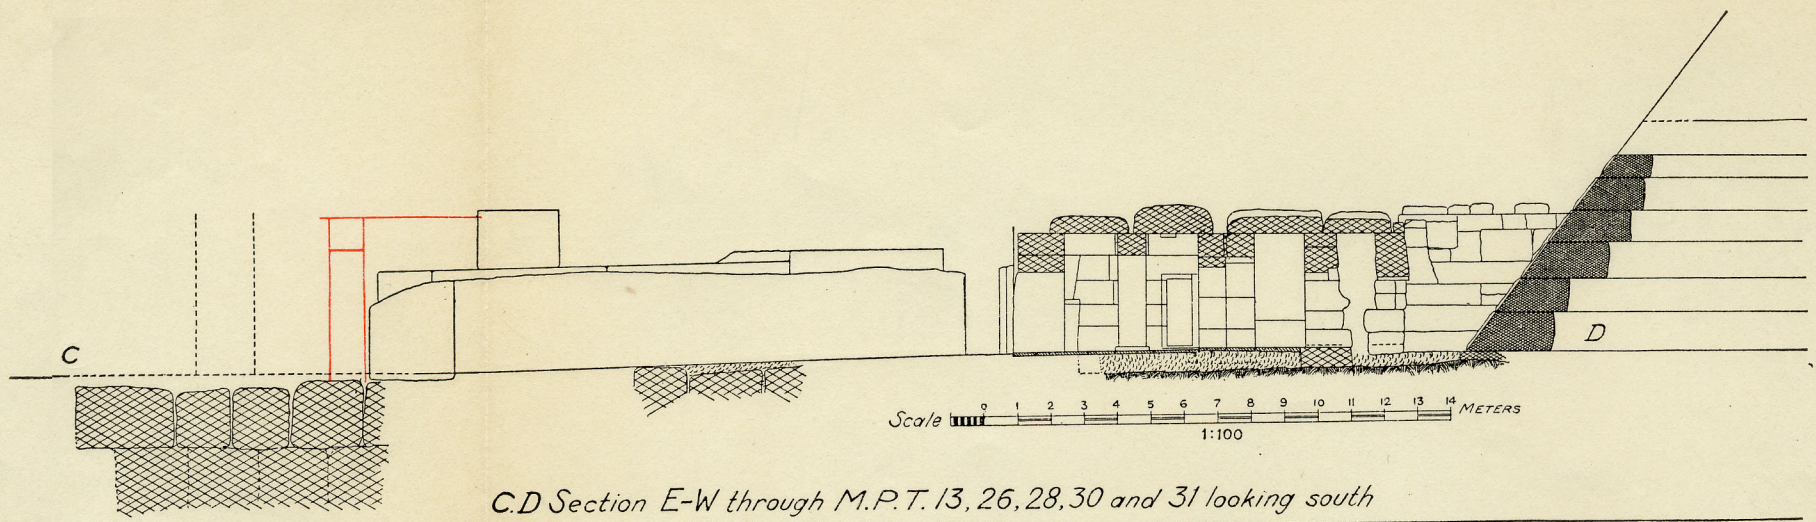 C
D
0 1 2 3 4 5 6 7 8 9 10 11 12 13 14
Scale METERS
1:100
C.D Section E-W through M.P.T. 13, 26, 28, 30 and 31 looking south